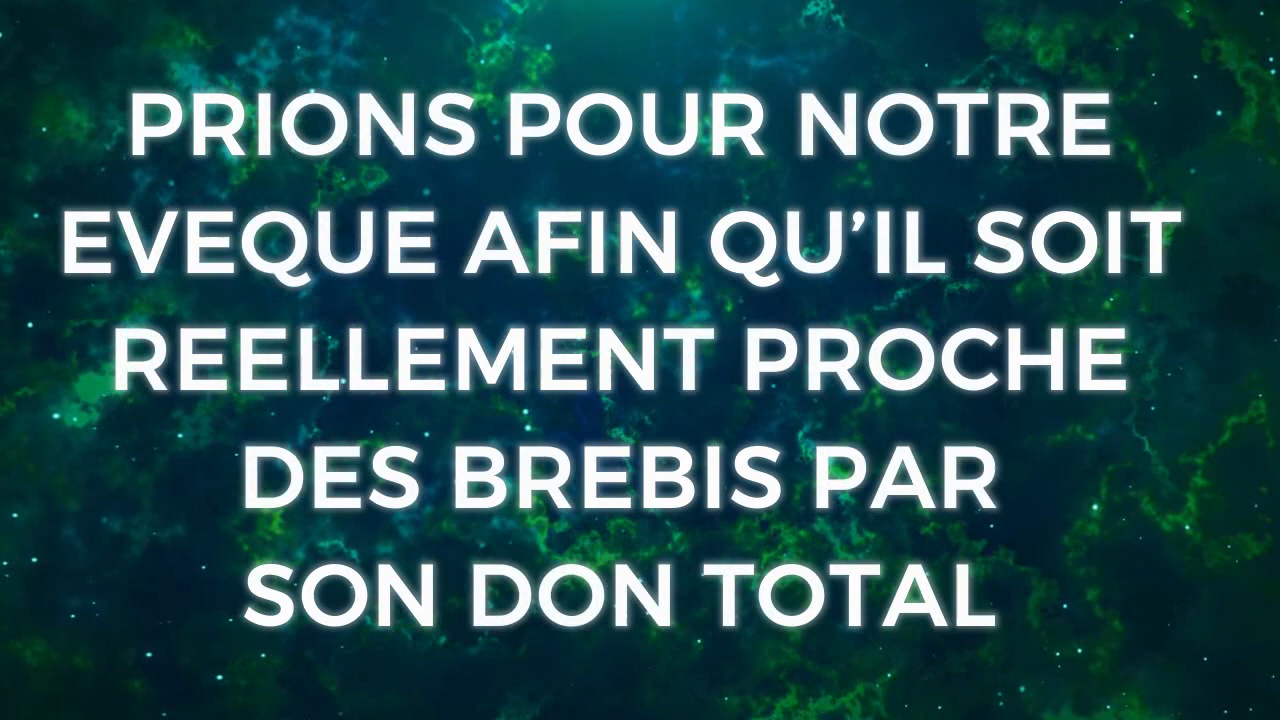 PRIONS POUR NOTRE
EVEQUE AFIN QU’IL SOIT
REELLEMENT PROCHE
DES BREBIS PAR
SON DON TOTAL